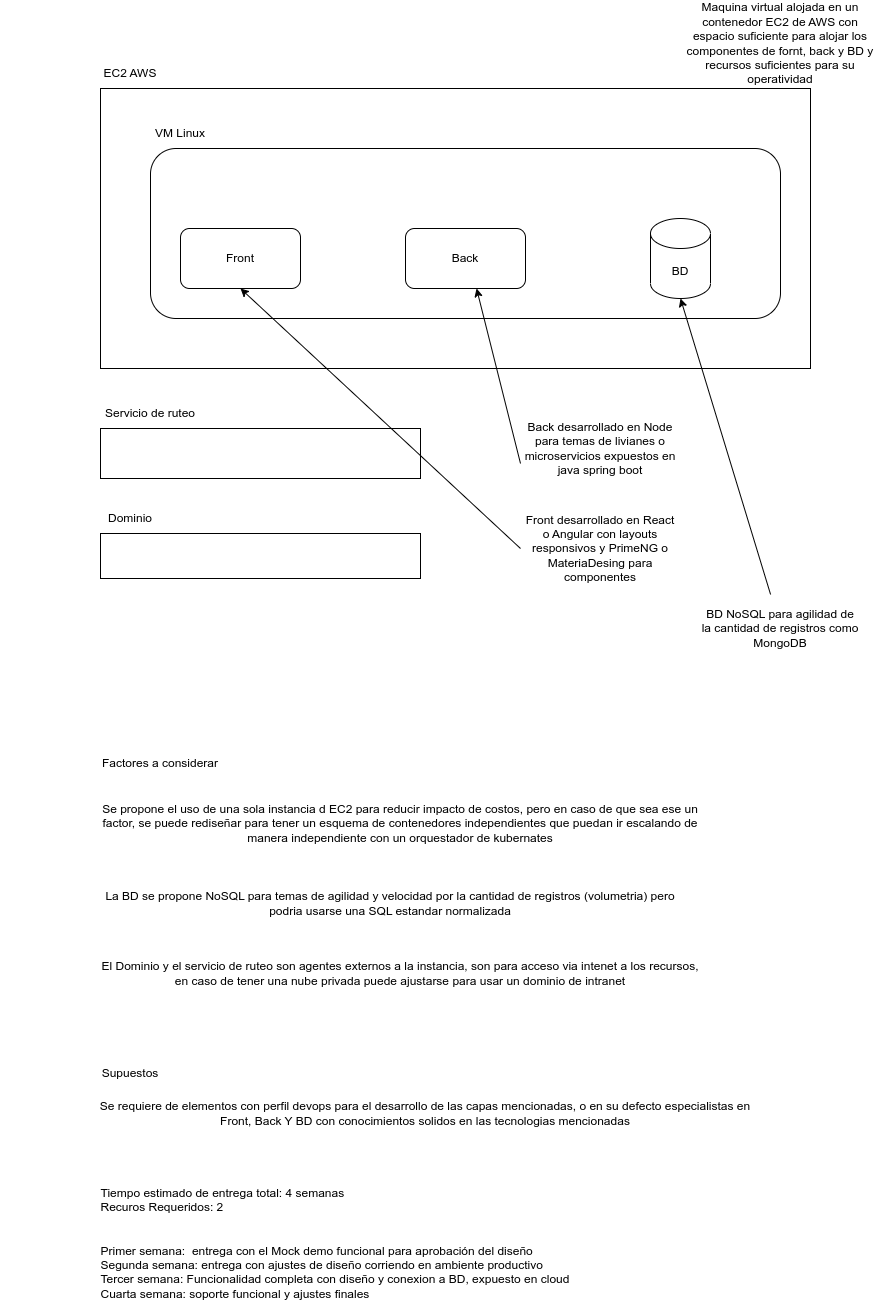 Maquina virtual alojada en un
contenedor EC2 de AWS con
espacio suficiente para alojar los
componentes de fornt, back y BD y
recursos suficientes para su
operatividad
EC2 AWS
VM Linux
Front
Back
BD
Servicio de ruteo
Back desarrollado en Node
para temas de livianes o
microservicios expuestos en
java spring boot
Dominio
Front desarrollado en React
o Angular con layouts
responsivos y PrimeNG o
MateriaDesing para
componentes
BD NoSQL para agilidad de
la cantidad de registros como
MongoDB
Factores a considerar
Se propone el uso de una sola instancia d EC2 para reducir impacto de costos, pero en caso de que sea ese un
factor, se puede rediseñar para tener un esquema de contenedores independientes que puedan ir escalando de
manera independiente con un orquestador de kubernates
La BD se propone NoSQL para temas de agilidad y velocidad por la cantidad de registros (volumetria) pero
podria usarse una SQL estandar normalizada
El Dominio y el servicio de ruteo son agentes externos a la instancia, son para acceso via intenet a los recursos,
en caso de tener una nube privada puede ajustarse para usar un dominio de intranet
Supuestos
Se requiere de elementos con perfil devops para el desarrollo de las capas mencionadas, o en su defecto especialistas en
Front, Back Y BD con conocimientos solidos en las tecnologias mencionadas
Tiempo estimado de entrega total: 4 semanas
Recuros Requeridos: 2
Primer semana:  entrega con el Mock demo functional para aprobación del diseño
Segunda semana: entrega con ajustes de diseño corriendo en ambiente productivo
Tercer semana: Funcionalidad completa con diseño y conexion a BD, expuesto en cloud
Cuarta semana: soporte funcional y ajustes finales